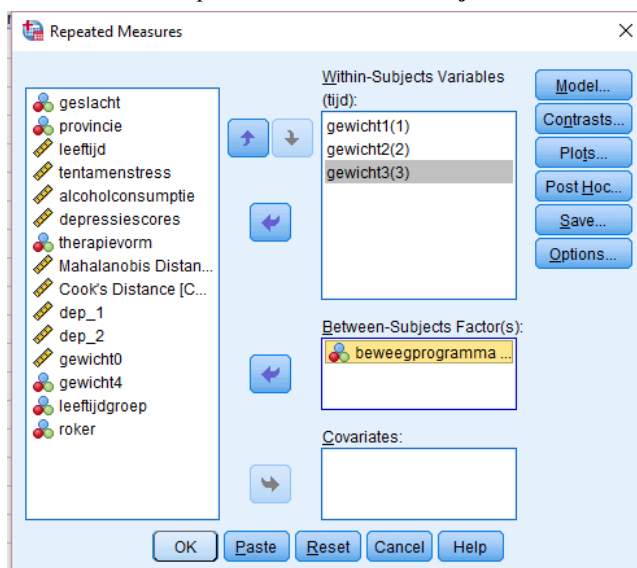 Repeated Measures
geslacht
provincie
leeftijd
tentamenstress
alcoholconsumptie
depressiescores
therapievorm
Mahalanobis Distan...
Cook's Distance [C...
dep_1
dep_2
gewicht0
gewicht4
leeftijdgroep
roker
Within-Subjects Variables
(tijd):
gewicht1(1)
gewicht2(2)
gewicht3(3)
Between-Subjects Factor(s):
beweegprogramma ...
Covariates:
Model...
Contrasts...
Plots...
Post Hoc...
Save...
Options...
OK
Paste
Reset
Cancel
Help